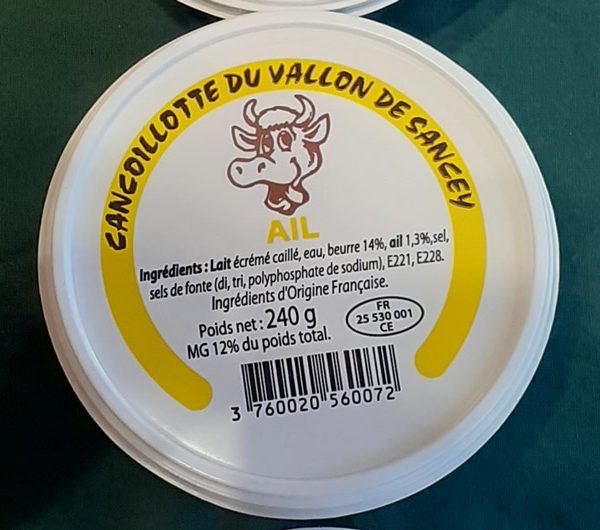 CANCOILLOTTE DU VALLON DE SANCEY
AIL
Ingrédients : Lait écrémé caillé, eau, beurre 14%, ail 1,3%,sel,
sels de fonte (di, tri, polyphosphate de sodium), E221, E228.
Ingrédients d'Origine Française.
Poids net : 240 g
MG 12% du poids total.
FR
25 530 001
CE
3 760020 560072